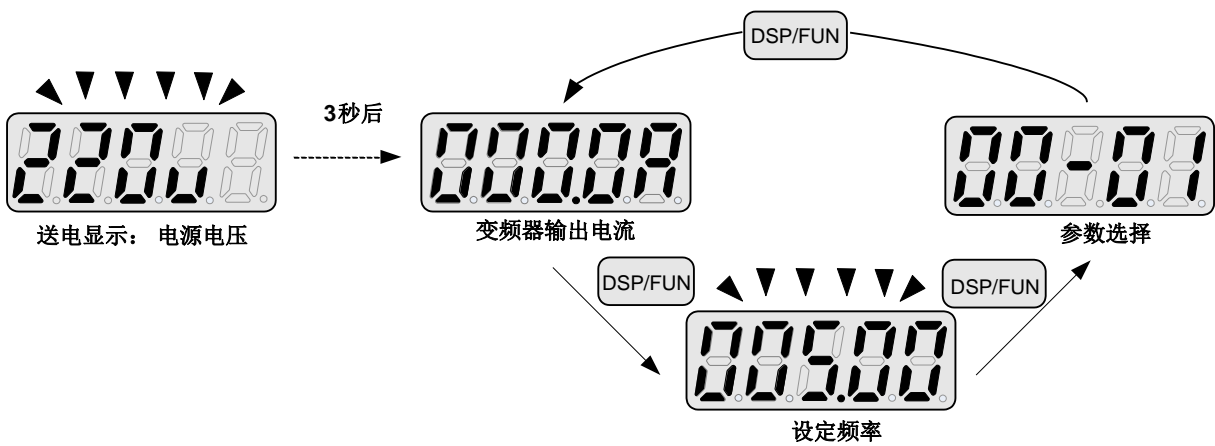 DSP/FUN
3秒后
220u
000.0A
00-01
送电显示： 电源电压
变频器输出电流
参数选择
DSP/FUN
DSP/FUN
005.00
设定频率